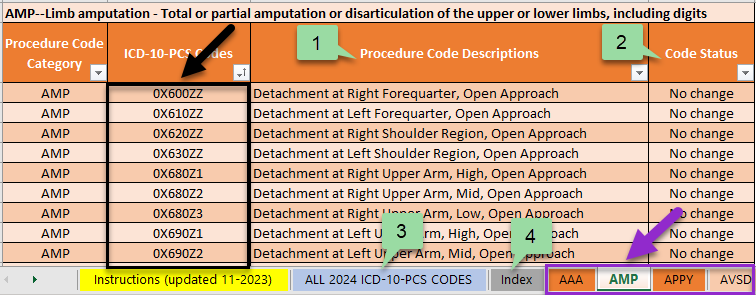 AMP--Limb amputation - Total or partial amputation or disarticulation of the upper or lower limbs, including digits
Procedure Code Category ICD-10-PCS Codes 1 Procedure Code Descriptions 2 Code Status
AMP 0X600ZZ Detachment at Right Forequarter, Open Approach No change
AMP 0X610ZZ Detachment at Left Forequarter, Open Approach No change
AMP 0X620ZZ Detachment at Right Shoulder Region, Open Approach No change
AMP 0X630ZZ Detachment at Left Shoulder Region, Open Approach No change
AMP 0X680Z1 Detachment at Right Upper Arm, High, Open Approach No change
AMP 0X680Z2 Detachment at Right Upper Arm, Mid, Open Approach No change
AMP 0X680Z3 Detachment at Right Upper Arm, Low, Open Approach No change
AMP 0X690Z1 Detachment at Left Upper Arm, High, Open Approach No change
AMP 0X690Z2 Detachment at Left Upper Arm, Mid, Open Approach No change
3 4
Instructions (updated 11-2023) ALL 2024 ICD-10-PCS CODES Index AAA AMP APPY AVSD